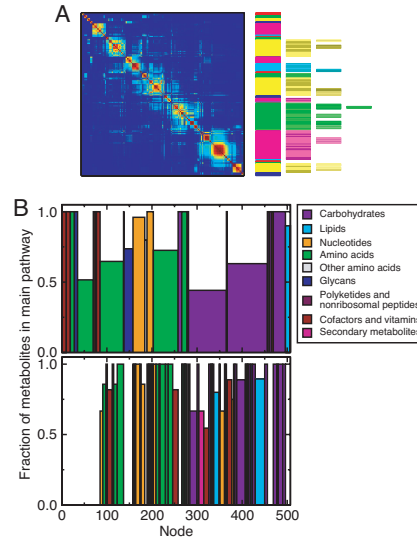 A
B
Fraction of metabolites in main pathway
1.0
0.5
0.0
1.0
0.5
0.0
0 100 200 300 400 500
Node
Carbohydrates
Lipids
Nucleotides
Amino acids
Other amino acids
Glycans
Polyketides and
nonribosomal peptides
Cofactors and vitamins
Secondary metabolites